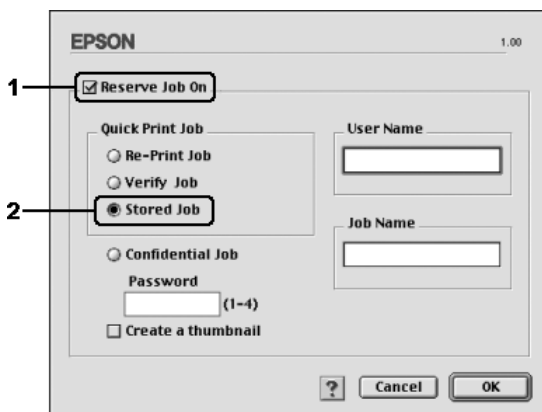 EPSON
1.00
1
Reserve Job On
Quick Print Job
Re-Print Job
Verify Job
2
Stored Job
Confidential Job
Password
(1-4)
Create a thumbnail
User Name
Job Name
?
Cancel
OK